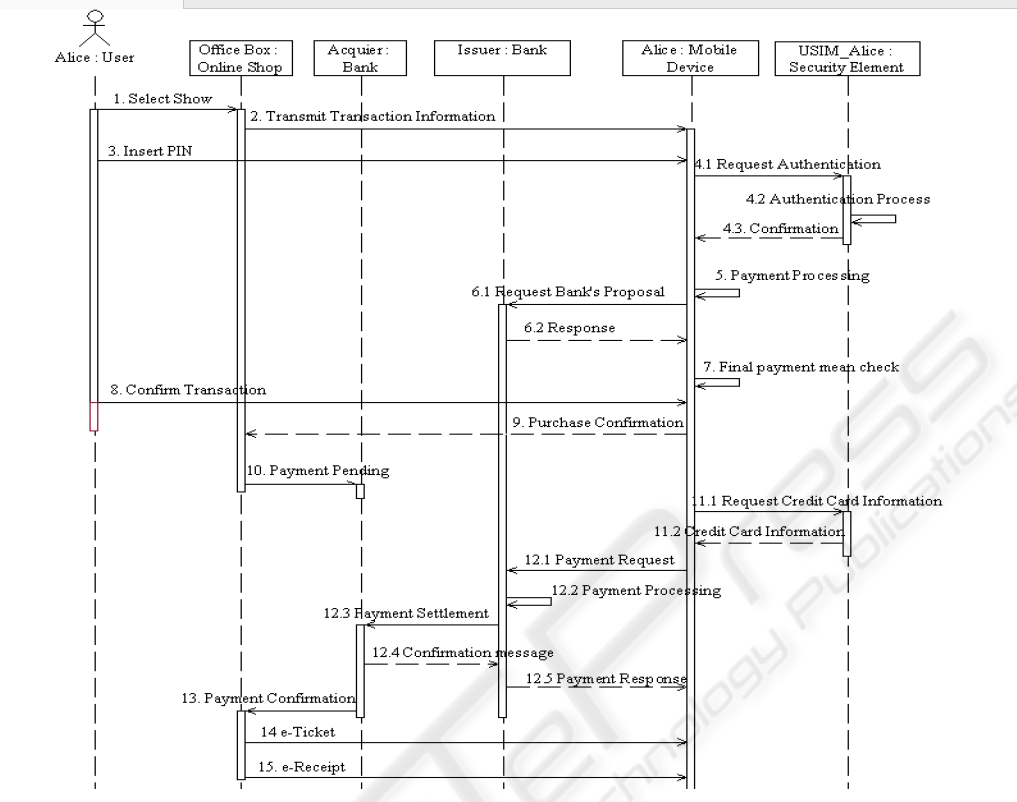 Alice : User
Office Box :
Online Shop
Acquier :
Bank
Issuer : Bank
Alice : Mobile
Device
USIM_Alice :
Security Element
1. Select Show
2. Transmit Transaction Information
3. Insert PIN
4.1 Request Authentication
4.2 Authentication Process
4.3. Confirmation
5. Payment Processing
6.1 Request Bank's Proposal
6.2 Response
7. Final payment mean check
8. Confirm Transaction
9. Purchase Confirmation
10. Payment Pending
11.1 Request Credit Card Information
11.2 Credit Card Information
12.1 Payment Request
12.2 Payment Processing
12.3 Payment Settlement
12.4 Confirmation message
12.5 Payment Response
13. Payment Confirmation
14 e-Ticket
15. e-Receipt
Press
Publications